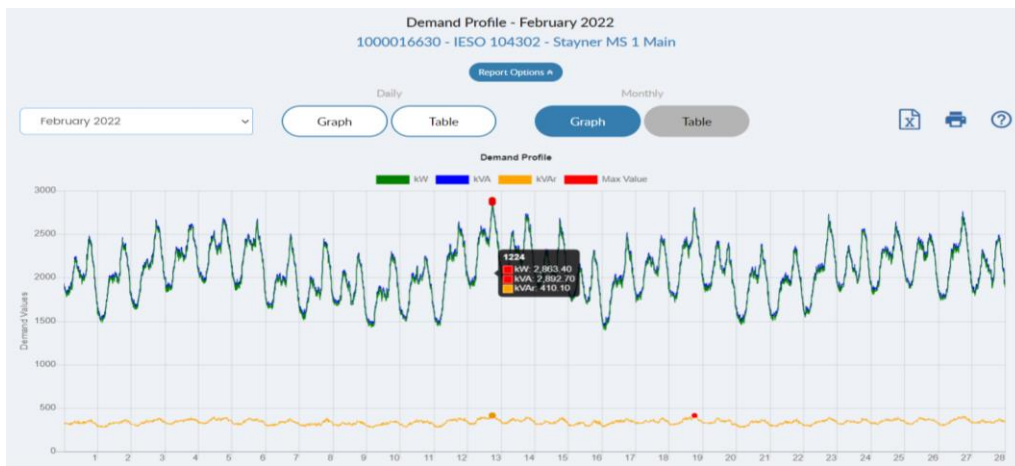 Demand Profile - February 2022
1000016630 - IESO 104302 - Stayner MS 1 Main
Report Options
Daily
Monthly
February 2022
Graph
Table
Graph
Table
Demand Profile
kW
kVA
kVAr
Max Value
3000
2500
2000
1500
1000
500
0
Demand Values
1224
kW: 2,863.40
kVA: 2,892.70
kVAr: 410.10
1 2 3 4 5 6 7 8 9 10 11 12 13 14 15 16 17 18 19 20 21 22 23 24 25 26 27 28